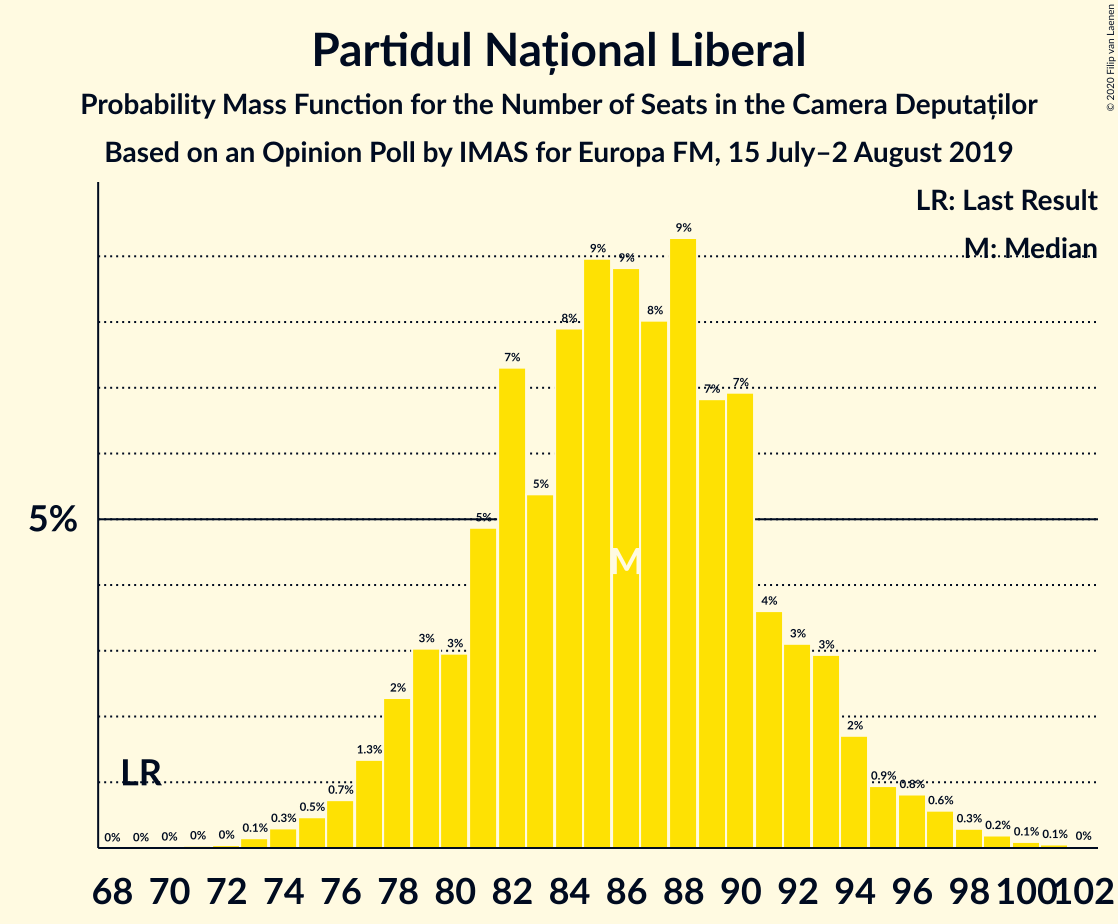 Partidul Național Liberal
Probability Mass Function for the Number of Seats in the Camera Deputaților
Based on an Opinion Poll by IMAS for Europa FM, 15 July–2 August 2019
© 2020 Filip van Laenen
LR: Last Result
M: Median
5%
LR
M
0% 0% 0% 0% 0% 0.1% 0.3% 0.5% 0.7% 1.3% 2% 3% 3% 5% 7% 5% 8% 9% 9% 8% 9% 7% 7% 4% 3% 3% 2% 0.9% 0.8% 0.6% 0.3% 0.2% 0.1% 0.1% 0%
68 70 72 74 76 78 80 82 84 86 88 90 92 94 96 98 100 102